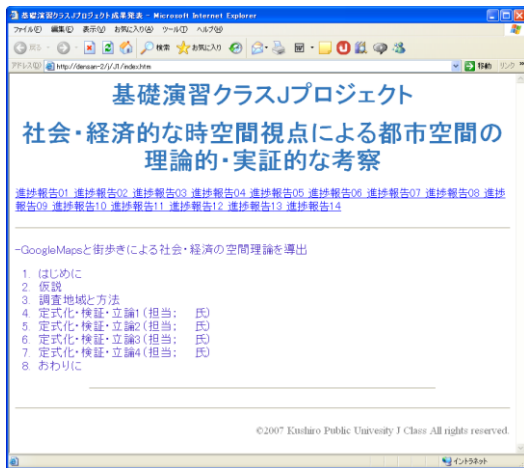 基礎演習クラスJプロジェクト成果発表 - Microsoft Internet Explorer
ファイル(F) 編集(E) 表示(V) お気に入り(A) ツール(T) ヘルプ(H)
戻る 検索 お気に入り
アドレス(D) http://densan-2/j/J1/index.htm 移動 リンク
基礎演習クラスJプロジェクト
社会・経済的な時空間視点による都市空間の
理論的・実証的な考察
進捗報告01 進捗報告02 進捗報告03 進捗報告04 進捗報告05 進捗報告06 進捗報告07 進捗報告08 進捗
報告09 進捗報告10 進捗報告11 進捗報告12 進捗報告13 進捗報告14
-GoogleMapsと街歩きによる社会・経済の空間理論を導出
1. はじめに
2. 仮説
3. 調査地域と方法
4. 定式化・検証・立論1(担当; 氏)
5. 定式化・検証・立論2(担当; 氏)
6. 定式化・検証・立論3(担当; 氏)
7. 定式化・検証・立論4(担当; 氏)
8. おわりに
©2007 Kushiro Public Univesity J Class All rights reserved.
イントラネット